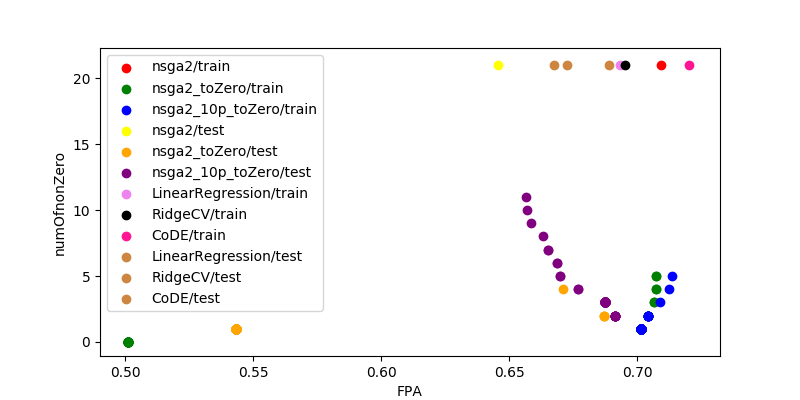 nsga2/train
nsga2_toZero/train
nsga2_10p_toZero/train
nsga2/test
nsga2_toZero/test
nsga2_10p_toZero/test
LinearRegression/train
RidgeCV/train
CoDE/train
LinearRegression/test
RidgeCV/test
CoDE/test
numOfnonZero
20
15
10
5
0
0.50
0.55
0.60
0.65
0.70
FPA